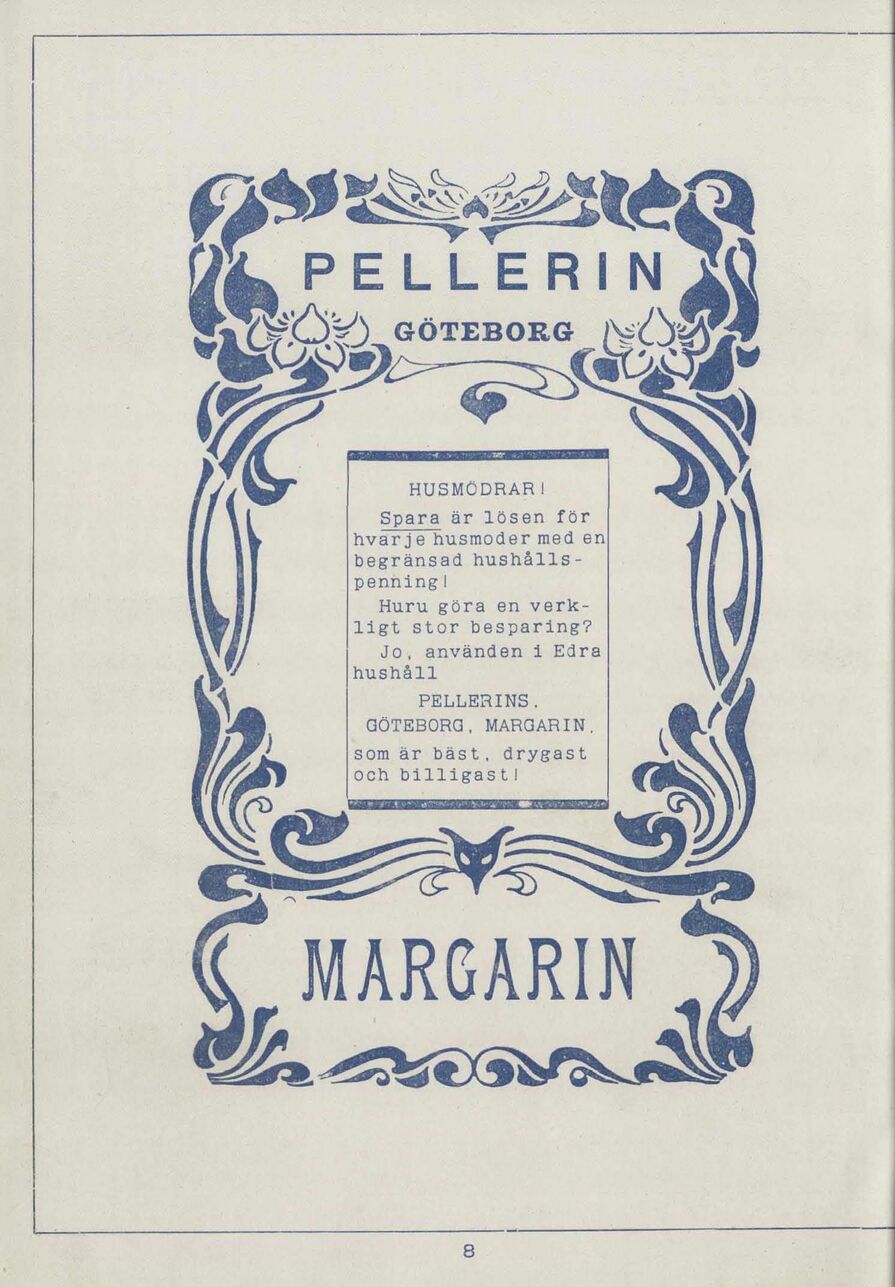 PELLERIN
GÖTEBORG
HUSMÖDRAR!
Spara är lösen för
hvarje husmoder med en
begränsad hushålls-
penning!
Huru göra en verk-
ligt stor besparing?
Jo, använden i Edra
hushåll
PELLERINS,
GÖTEBORG, MARGARIN,
som är bäst, drygast
och billigast!
MARGARIN
8